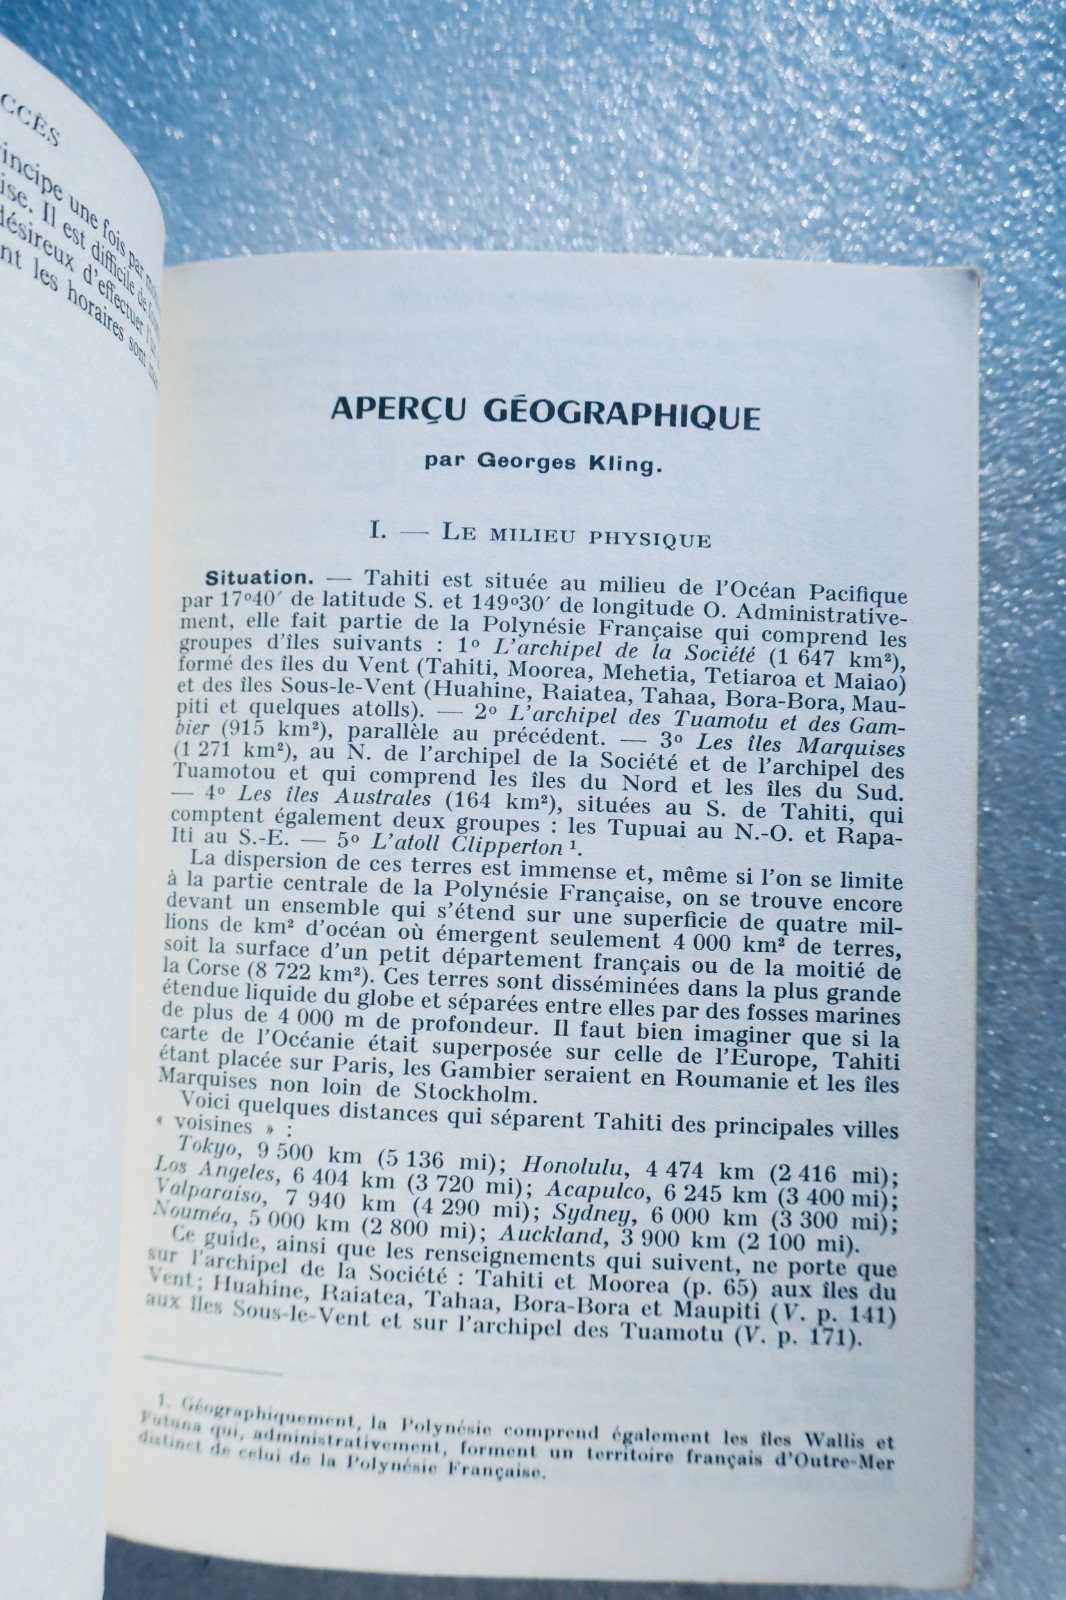 CCÈS
rincipe une fois par
ise. Il est difficile de
désireux d'effectuer
nt les horaires sont
APERÇU GÉOGRAPHIQUE
par Georges Kling.
I. — LE MILIEU PHYSIQUE
Situation. — Tahiti est située au milieu de l'Océan Pacifique
par 17°40′ de latitude S. et 149°30′ de longitude O. Administrative-
ment, elle fait partie de la Polynésie Française qui comprend les
groupes d'îles suivants : 1° L'archipel de la Société (1 647 km²),
formé des îles du Vent (Tahiti, Moorea, Mehetia, Tetiaroa et Maiao)
et des îles Sous-le-Vent (Huahine, Raiatea, Tahaa, Bora-Bora, Mau-
piti et quelques atolls). — 2° L'archipel des Tuamotu et des Gam-
bier (915 km²), parallèle au précédent. — 3° Les îles Marquises
(1 271 km²), au N. de l'archipel de la Société et de l'archipel des
Tuamotou et qui comprend les îles du Nord et les îles du Sud.
— 4° Les îles Australes (164 km²), situées au S. de Tahiti, qui
comptent également deux groupes : les Tupuai au N.-O. et Rapa-
Iti au S.-E. — 5° L'atoll Clipperton ¹.
La dispersion de ces terres est immense et, même si l'on se limite
à la partie centrale de la Polynésie Française, on se trouve encore
devant un ensemble qui s'étend sur une superficie de quatre mil-
lions de km² d'océan où émergent seulement 4 000 km² de terres,
soit la surface d'un petit département français ou de la moitié de
la Corse (8 722 km²). Ces terres sont disséminées dans la plus grande
étendue liquide du globe et séparées entre elles par des fosses marines
de plus de 4 000 m de profondeur. Il faut bien imaginer que si la
carte de l'Océanie était superposée sur celle de l'Europe, Tahiti
étant placée sur Paris, les Gambier seraient en Roumanie et les îles
Marquises non loin de Stockholm.
Voici quelques distances qui séparent Tahiti des principales villes
« voisines » :
Tokyo, 9 500 km (5 136 mi); Honolulu, 4 474 km (2 416 mi);
Los Angeles, 6 404 km (3 720 mi); Acapulco, 6 245 km (3 400 mi);
Valparaiso, 7 940 km (4 290 mi); Sydney, 6 000 km (3 300 mi);
Nouméa, 5 000 km (2 800 mi); Auckland, 3 900 km (2 100 mi).
Ce guide, ainsi que les renseignements qui suivent, ne porte que
sur l'archipel de la Société : Tahiti et Moorea (p. 65) aux îles du
Vent; Huahine, Raiatea, Tahaa, Bora-Bora et Maupiti (V. p. 141)
aux îles Sous-le-Vent et sur l'archipel des Tuamotu (V. p. 171).
1. Géographiquement, la Polynésie comprend également les îles Wallis et
Futuna qui, administrativement, forment un territoire français d'Outre-Mer
distinct de celui de la Polynésie Française.